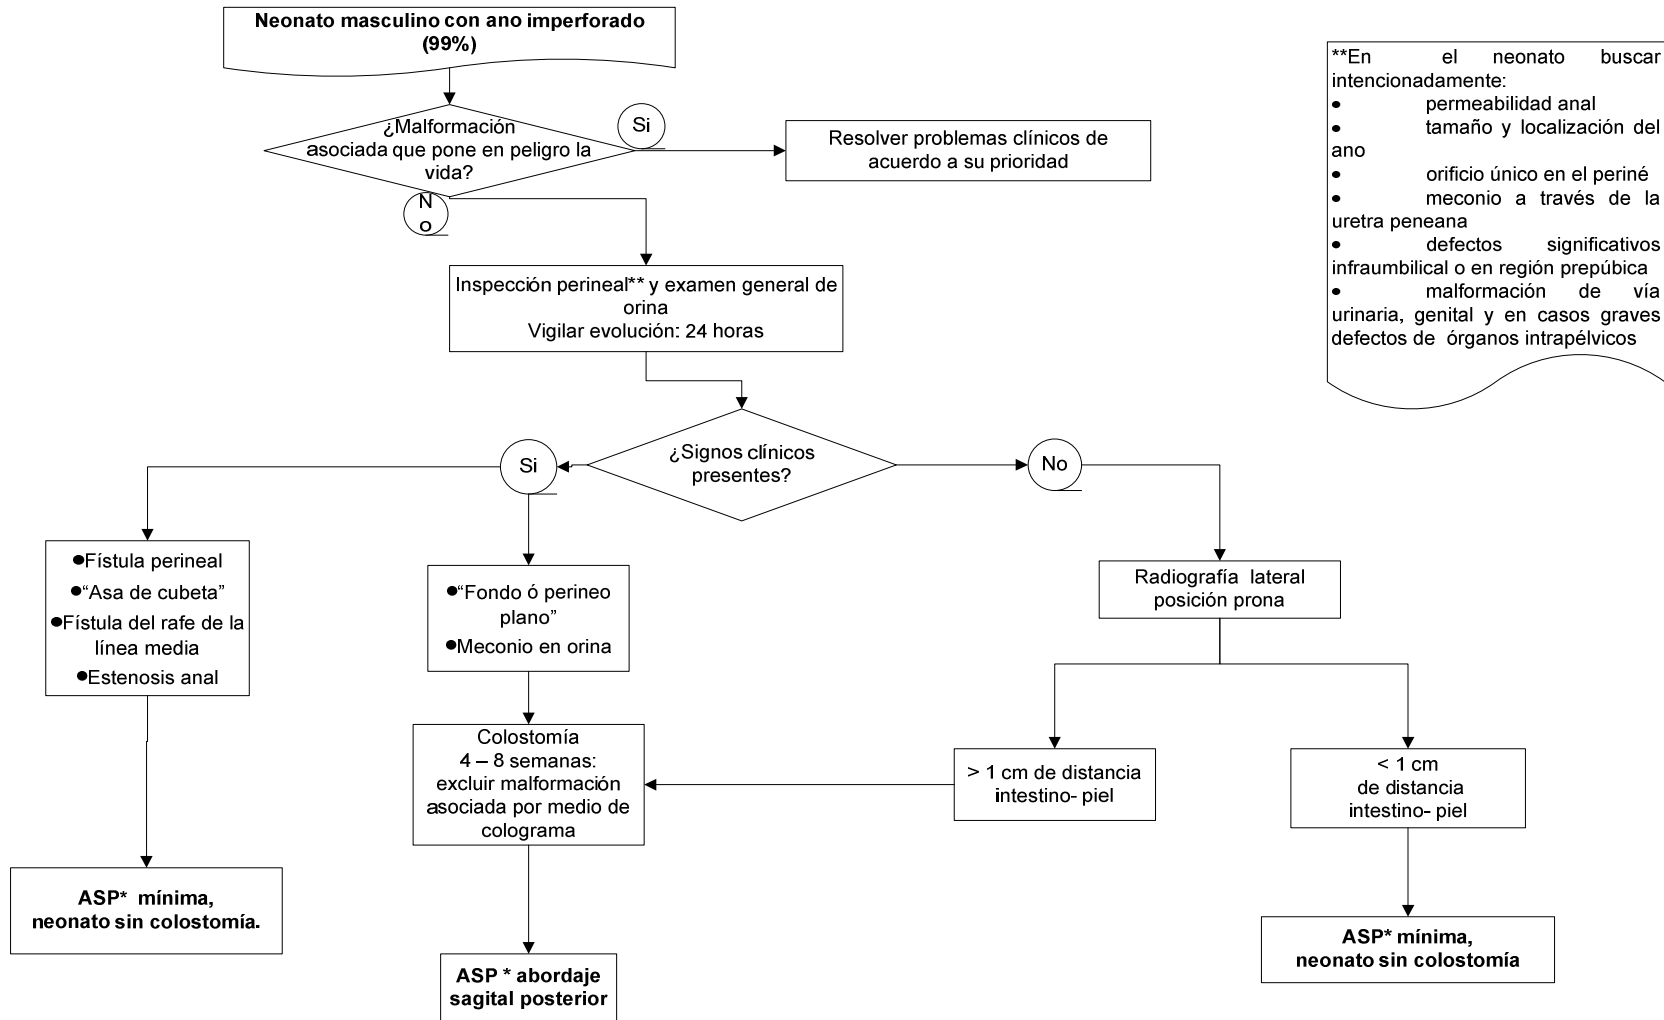 Neonato masculino con ano imperforado
(99%)
¿Malformación
asociada que pone en peligro la
vida?
Si
Resolver problemas clínicos de
acuerdo a su prioridad
N
o
Inspección perineal** y examen general de
orina
Vigilar evolución: 24 horas
**En el neonato buscar
intencionadamente:
● permeabilidad anal
● tamaño y localización del
ano
● orificio único en el periné
● meconio a través de la
uretra peneana
● defectos significativos
infraumbilical o en región prepúbica
● malformación de vía
urinaria, genital y en casos graves
defectos de órganos intrapélvicos
¿Signos clínicos
presentes?
Si
No
●Fístula perineal
●“Asa de cubeta”
●Fístula del rafe de la
línea media
●Estenosis anal
●“Fondo ó perineo
plano”
●Meconio en orina
Radiografía lateral
posición prona
Colostomía
4 – 8 semanas:
excluir malformación
asociada por medio de
colograma
> 1 cm de distancia
intestino- piel
< 1 cm
de distancia
intestino- piel
ASP* mínima,
neonato sin colostomía.
ASP * abordaje
sagital posterior
ASP* mínima,
neonato sin colostomía